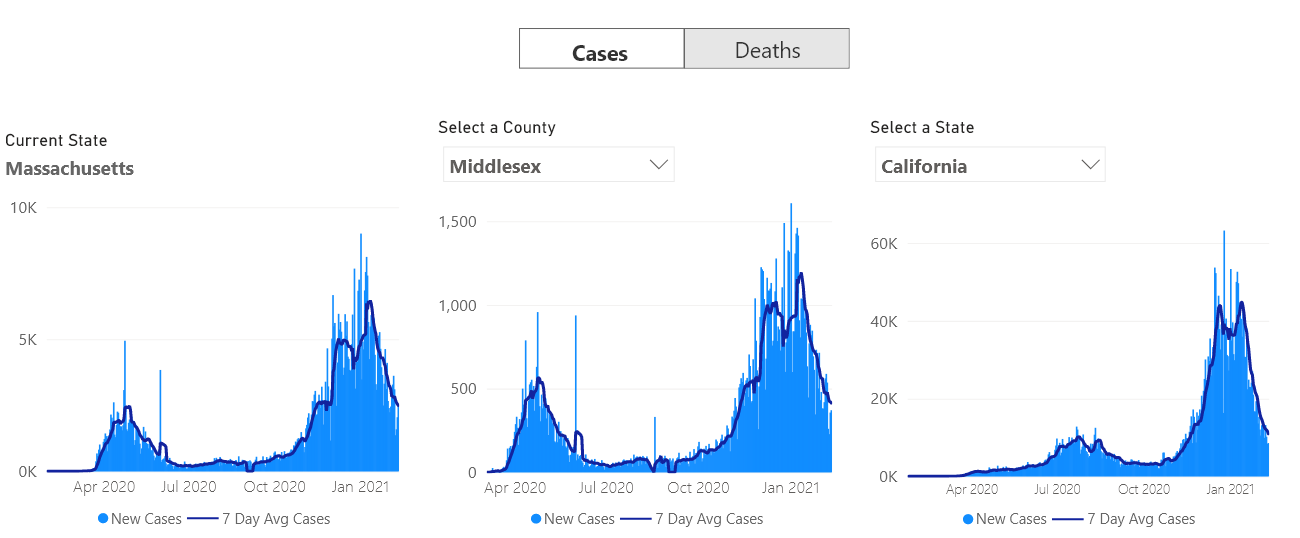 Cases Deaths
Current State
Massachusetts
10K
5K
0K
Apr 2020 Jul 2020 Oct 2020 Jan 2021
New Cases 7 Day Avg Cases
Select a County
Middlesex
1,500
1,000
500
0
Apr 2020 Jul 2020 Oct 2020 Jan 2021
New Cases 7 Day Avg Cases
Select a State
California
60K
40K
20K
0K
Apr 2020 Jul 2020 Oct 2020 Jan 2021
New Cases 7 Day Avg Cases